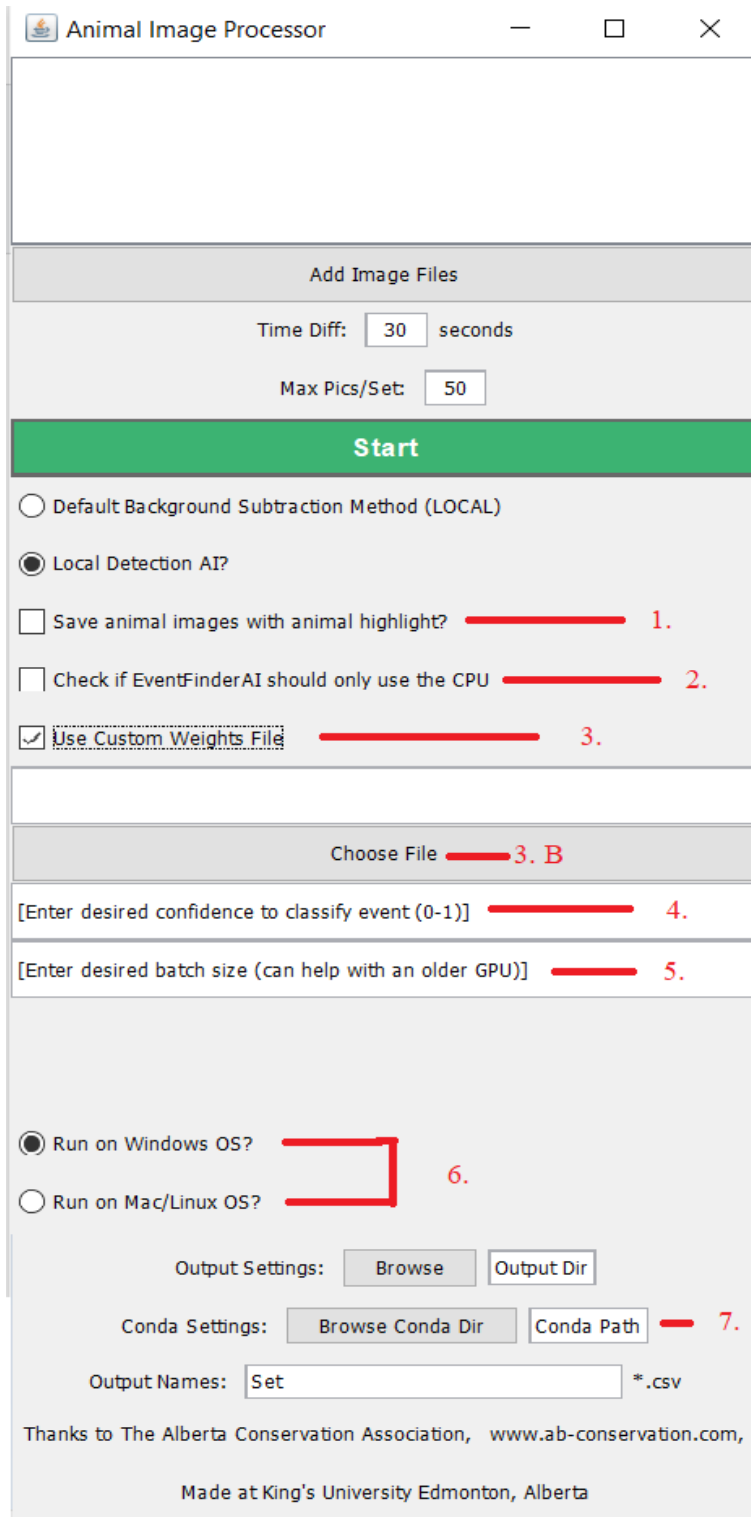 Animal Image Processor
Add Image Files
Time Diff: 30 seconds
Max Pics/Set: 50
Start
Default Background Subtraction Method (LOCAL)
Local Detection AI?
Save animal images with animal highlight? 1.
Check if EventFinderAI should only use the CPU 2.
Use Custom Weights File 3.
Choose File 3. B
[Enter desired confidence to classify event (0-1)] 4.
[Enter desired batch size (can help with an older GPU)] 5.
Run on Windows OS?
6.
Run on Mac/Linux OS?
Output Settings: Browse Output Dir
Conda Settings: Browse Conda Dir Conda Path 7.
Output Names: Set *.csv
Thanks to The Alberta Conservation Association, www.ab-conservation.com,
Made at King's University Edmonton, Alberta